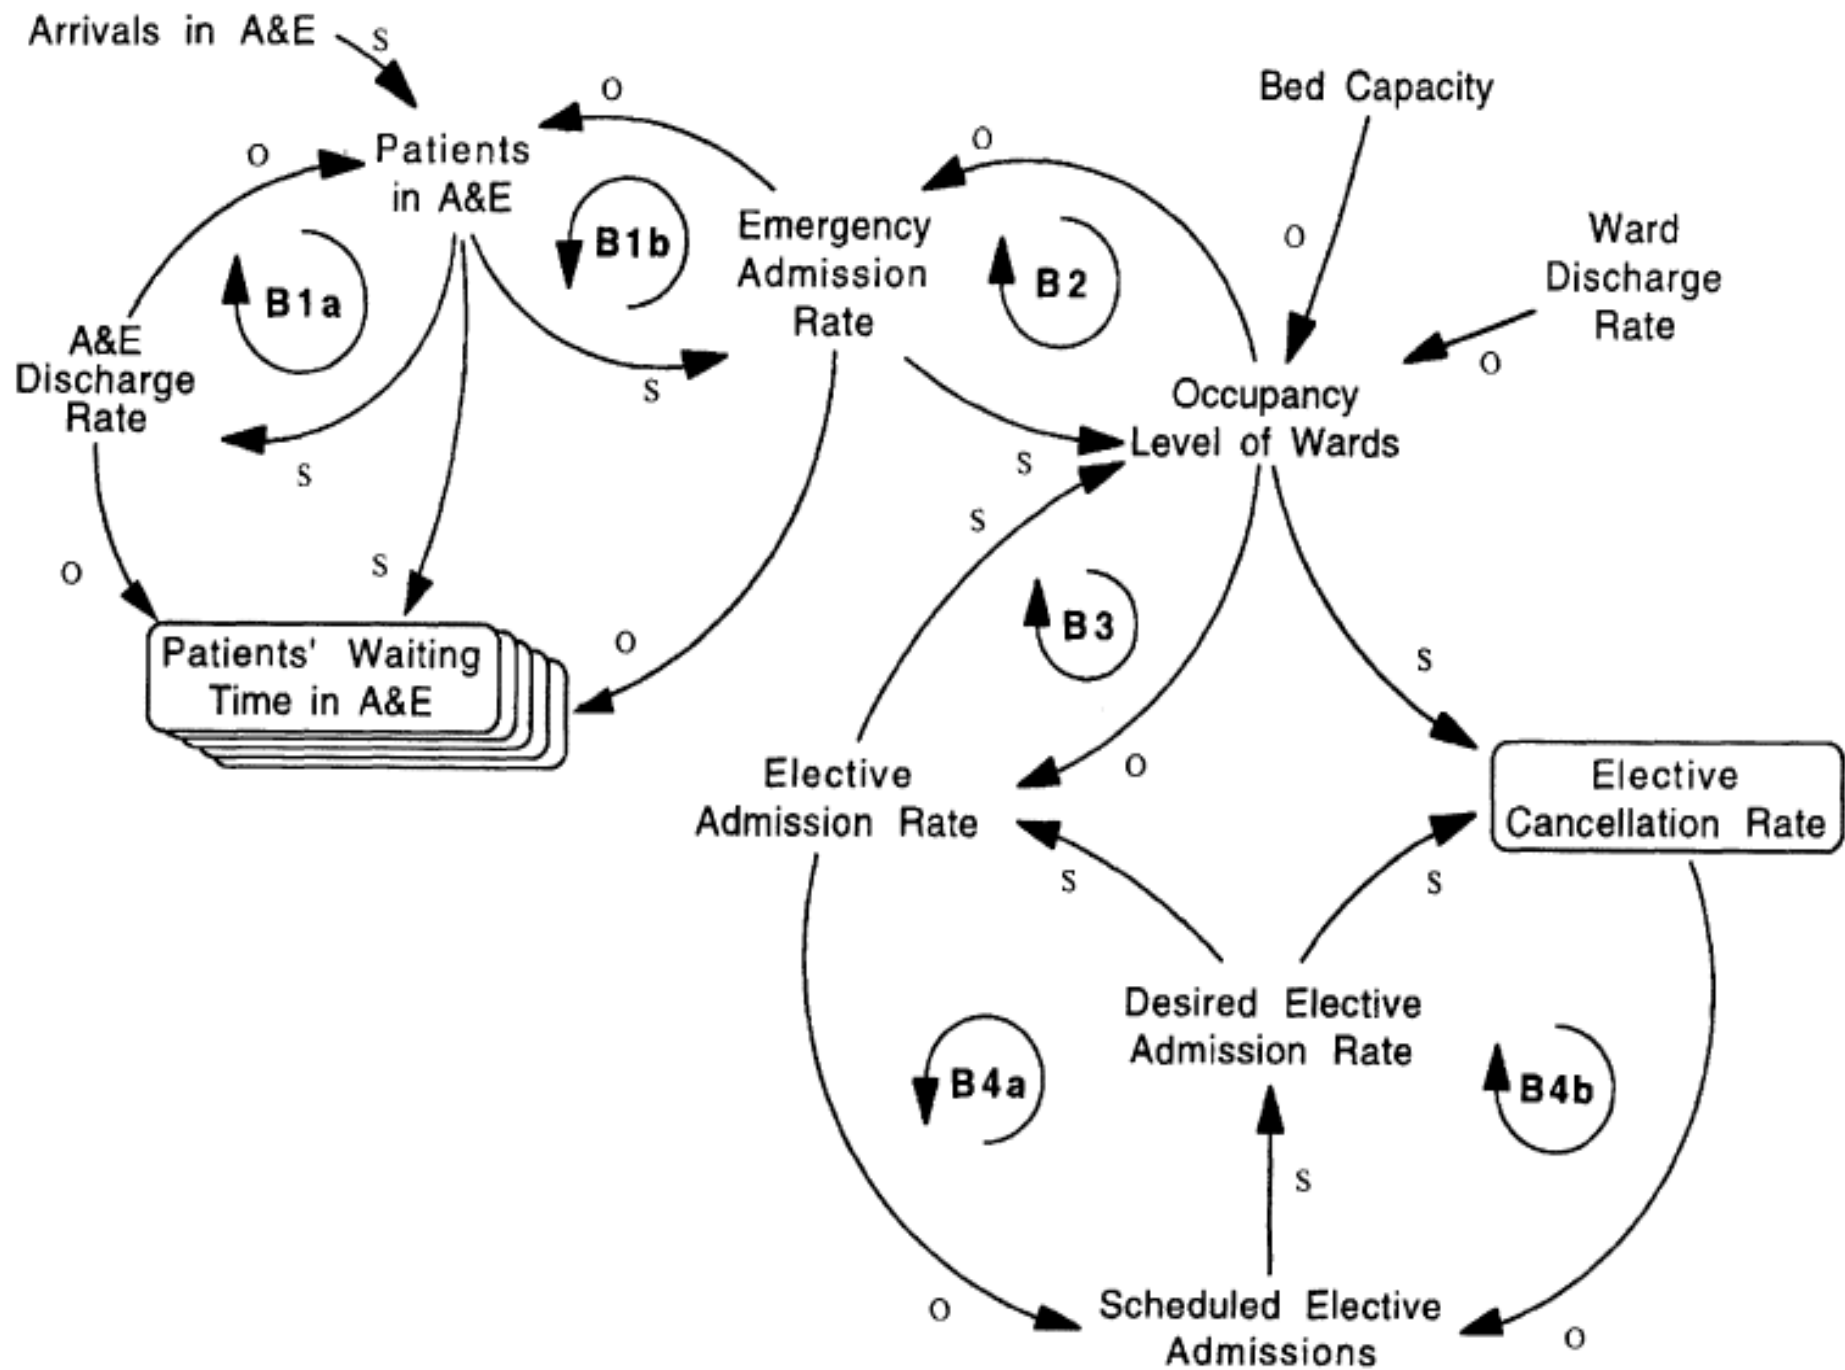 Arrivals in A&E
S
O
Bed Capacity
O
O
Patients
in A&E
B1b
Emergency
Admission
Rate
B2
O
Ward
Discharge
Rate
O
B1a
A&E
Discharge
Rate
S
S
Occupancy
Level of Wards
S
S
O
S
Patients' Waiting
Time in A&E
O
B3
S
Elective
Admission Rate
O
Elective
Cancellation Rate
S
S
Desired Elective
Admission Rate
B4a
B4b
S
O
Scheduled Elective
Admissions
O